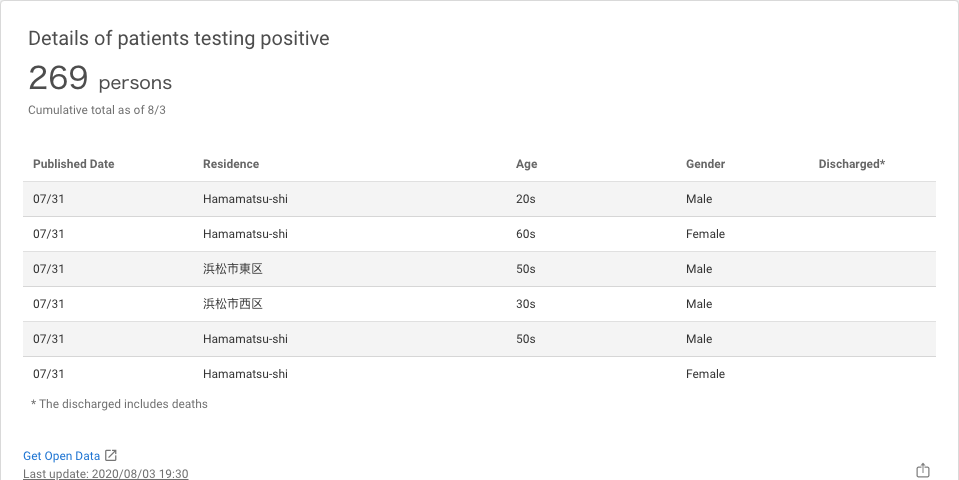 Details of patients testing positive
269 persons
Cumulative total as of 8/3
Published Date Residence Age Gender Discharged*
07/31 Hamamatsu-shi 20s Male
07/31 Hamamatsu-shi 60s Female
07/31 浜松市東区 50s Male
07/31 浜松市西区 30s Male
07/31 Hamamatsu-shi 50s Male
07/31 Hamamatsu-shi Female
* The discharged includes deaths
Get Open Data
Last update: 2020/08/03 19:30